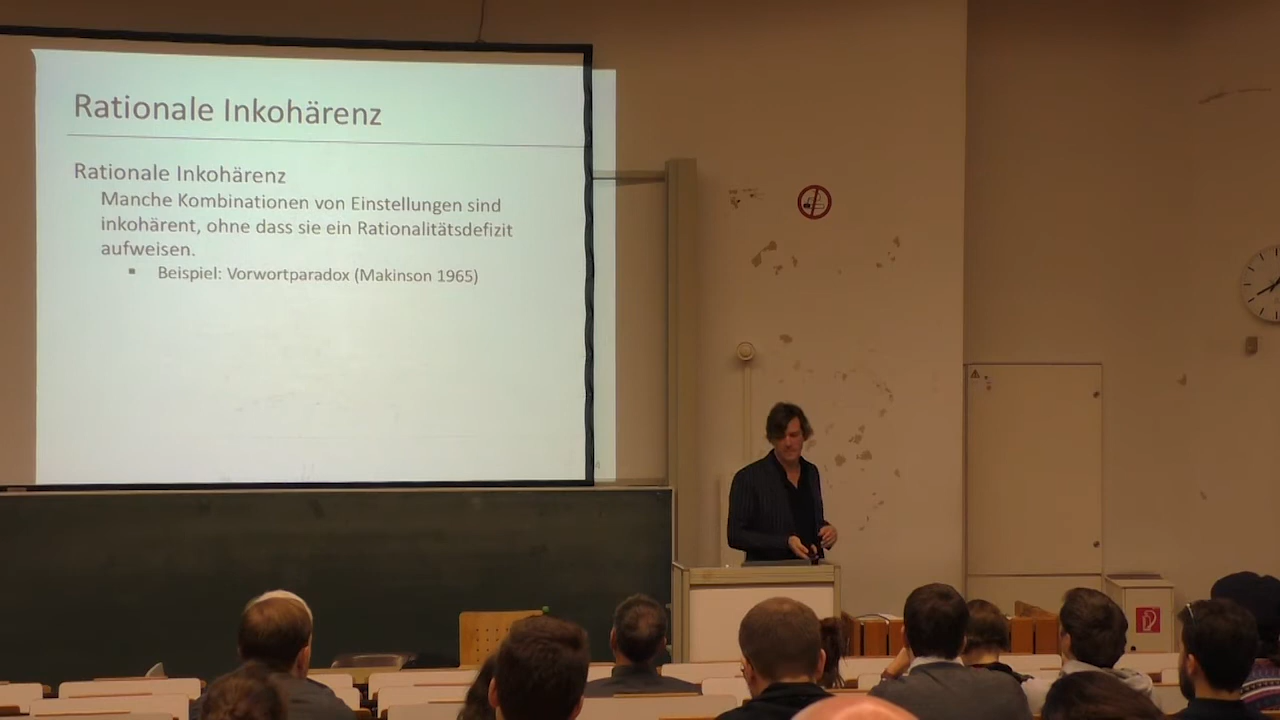 Rationale Inkohärenz
Rationale Inkohärenz
Manche Kombinationen von Einstellungen sind
inkohärent, ohne dass sie ein Rationalitätsdefizit
aufweisen.
▪ Beispiel: Vorwortparadox (Makinson 1965)
4